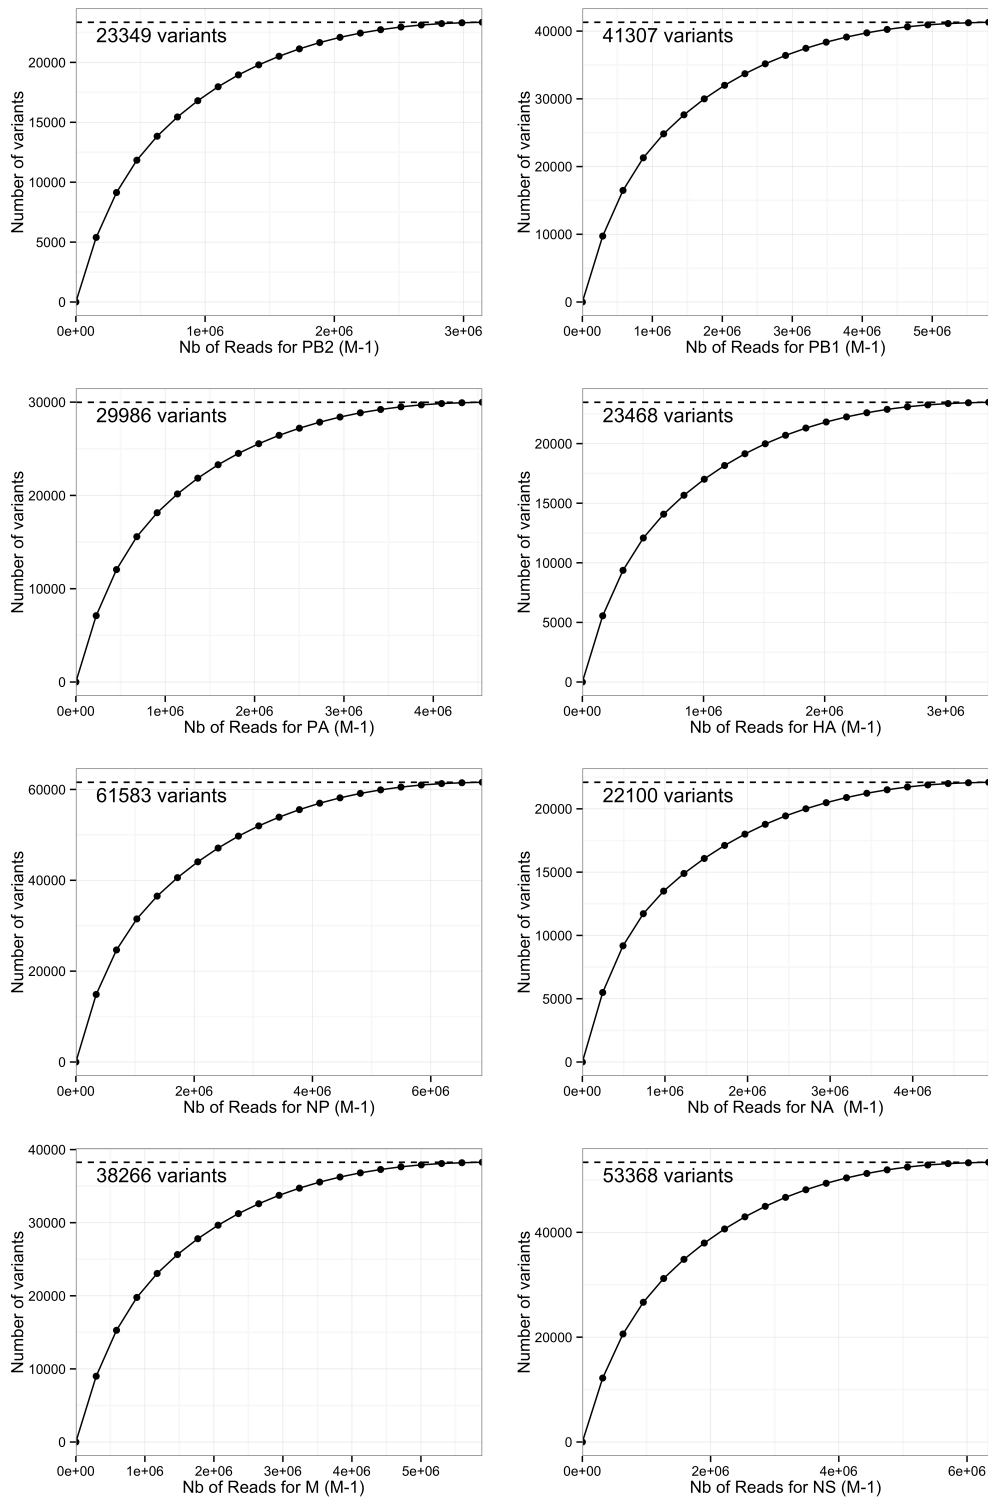 23349 variants
20000
15000
10000
5000
0
Number of variants
0e+00 1e+06 2e+06 3e+06
Nb of Reads for PB2 (M-1)
41307 variants
40000
30000
20000
10000
0
Number of variants
0e+00 1e+06 2e+06 3e+06 4e+06 5e+06
Nb of Reads for PB1 (M-1)
30000
29986 variants
20000
10000
0
Number of variants
0e+00 1e+06 2e+06 3e+06 4e+06
Nb of Reads for PA (M-1)
23468 variants
20000
15000
10000
5000
0
Number of variants
0e+00 1e+06 2e+06 3e+06
Nb of Reads for HA (M-1)
61583 variants
60000
40000
20000
0
Number of variants
0e+00 2e+06 4e+06 6e+06
Nb of Reads for NP (M-1)
22100 variants
20000
15000
10000
5000
0
Number of variants
0e+00 1e+06 2e+06 3e+06 4e+06
Nb of Reads for NA (M-1)
40000
38266 variants
30000
20000
10000
0
Number of variants
0e+00 1e+06 2e+06 3e+06 4e+06 5e+06
Nb of Reads for M (M-1)
53368 variants
40000
20000
0
Number of variants
0e+00 2e+06 4e+06 6e+06
Nb of Reads for NS (M-1)